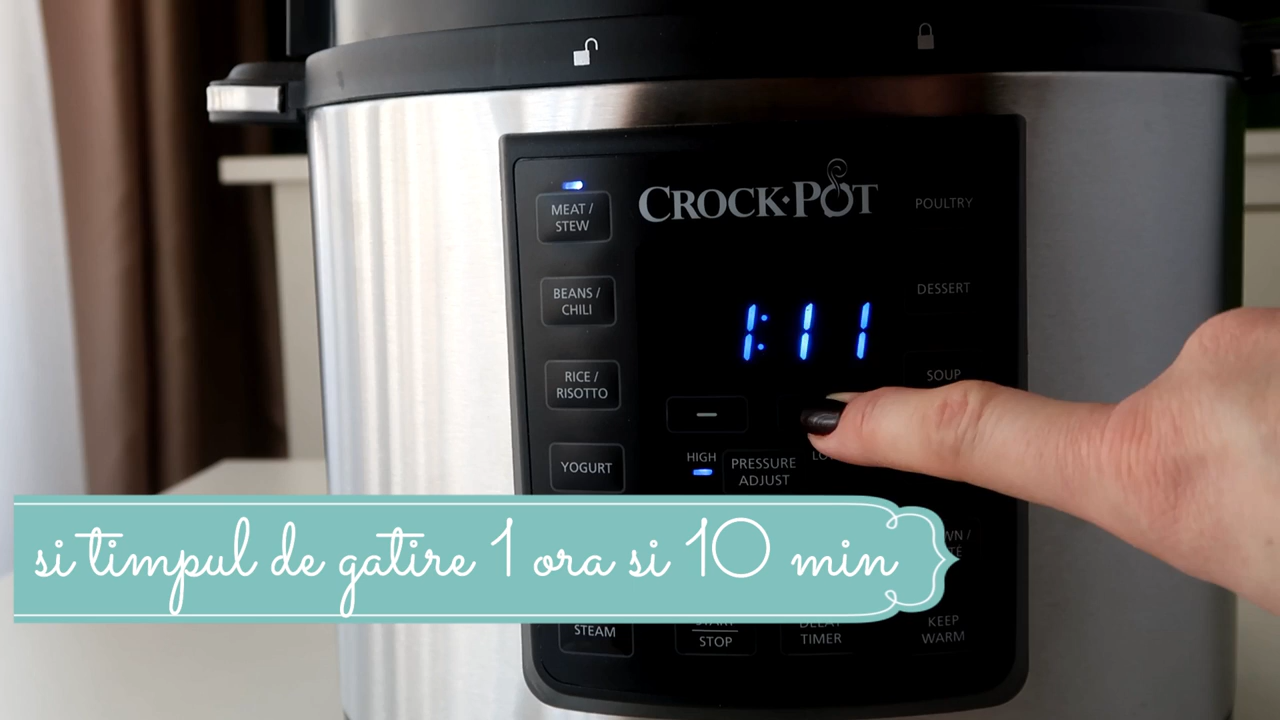 CROCK·POT
MEAT /
STEW
POULTRY
BEANS /
CHILI
DESSERT
1:11
RICE /
RISOTTO
SOUP
−
HIGH
PRESSURE
ADJUST
YOGURT
si timpul de gatire 1 ora si 10 min
STEAM
START
STOP
DELAY
TIMER
KEEP
WARM